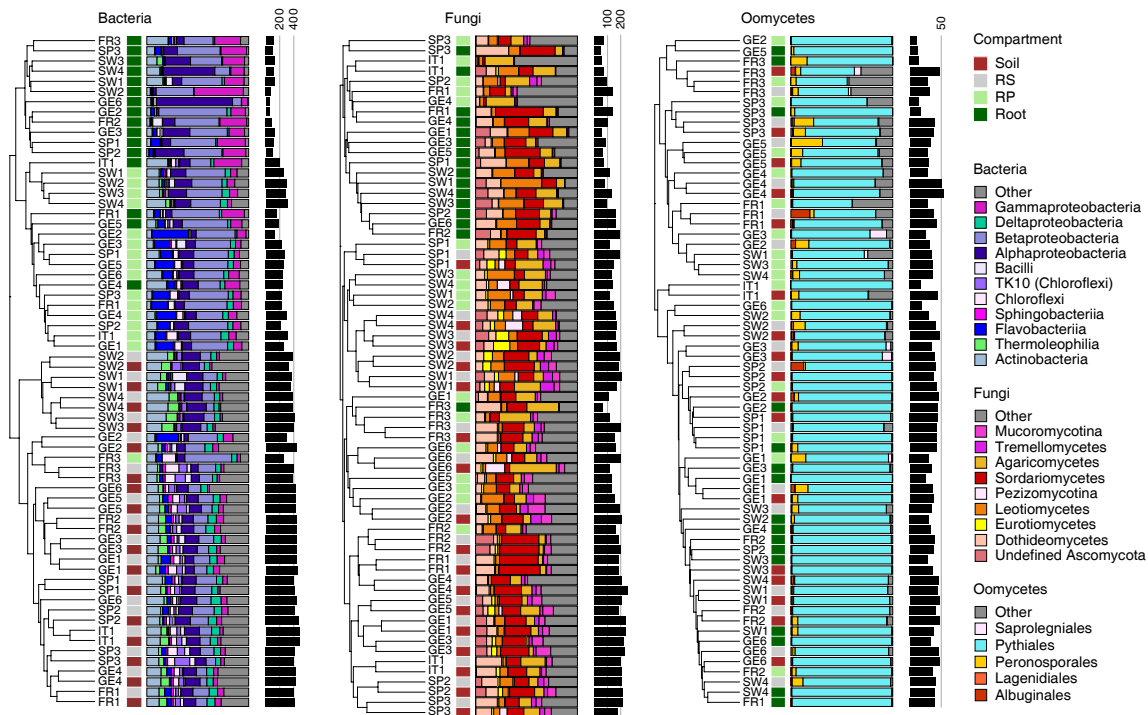 Bacteria
200
400
FR3
SP3
SW3
SW4
SW1
SW2
GE6
GE2
FR2
GE3
SP1
SP2
IT1
SW1
SW2
SW3
SW4
FR1
GE5
GE2
GE3
SP1
GE5
GE6
GE4
SP3
FR1
GE4
SP2
IT1
GE1
SW2
SW2
SW1
SW1
SW4
SW4
SW3
SW3
GE2
GE2
FR3
FR3
FR3
GE6
GE5
GE5
FR2
FR2
GE3
GE3
GE1
GE1
SP1
SP1
GE6
SP2
SP2
IT1
IT1
SP3
SP3
GE4
GE4
FR1
FR1
Fungi
100
200
SP3
SP3
IT1
IT1
SP2
FR1
GE4
FR1
GE4
GE1
GE3
GE5
SP1
SW2
SW1
SW4
SW3
SP2
GE6
FR2
SP1
SP1
SP1
SW3
SW4
SW1
SW2
SW4
SW4
SW3
SW3
SW2
SW2
SW1
SW1
GE1
FR3
FR3
FR3
FR3
GE6
GE6
GE6
GE5
GE3
GE2
GE2
GE2
FR2
FR2
FR2
FR1
FR1
GE4
GE4
GE5
GE5
GE1
GE1
GE3
GE3
IT1
IT1
SP2
SP2
SP3
SP3
Oomycetes
50
GE2
GE5
FR3
FR3
FR3
FR3
SP3
SP3
SP3
SP3
GE5
GE5
GE5
GE4
GE4
GE4
FR1
FR1
FR1
GE3
GE2
SW1
SW3
SW4
IT1
IT1
GE6
SW2
SW2
SW2
GE3
GE3
SP2
SP2
SP2
GE2
GE2
SP1
SP1
SP1
SP1
GE1
GE3
GE1
GE1
GE1
SW3
SW2
GE4
FR2
SP2
SW3
SW3
SW4
SW1
SW1
FR2
FR2
SW1
GE6
GE6
GE6
FR2
SW4
SW4
FR1
Compartment
Soil
RS
RP
Root
Bacteria
Other
Gammaproteobacteria
Deltaproteobacteria
Betaproteobacteria
Alphaproteobacteria
Bacilli
TK10 (Chloroflexi)
Chloroflexi
Sphingobacteriia
Flavobacteriia
Thermoleophilia
Actinobacteria
Fungi
Other
Mucoromycotina
Tremellomycetes
Agaricomycetes
Sordariomycetes
Pezizomycotina
Leotiomycetes
Eurotiomycetes
Dothideomycetes
Undefined Ascomycota
Oomycetes
Other
Saprolegniales
Pythiales
Peronosporales
Lagenidiales
Albuginales